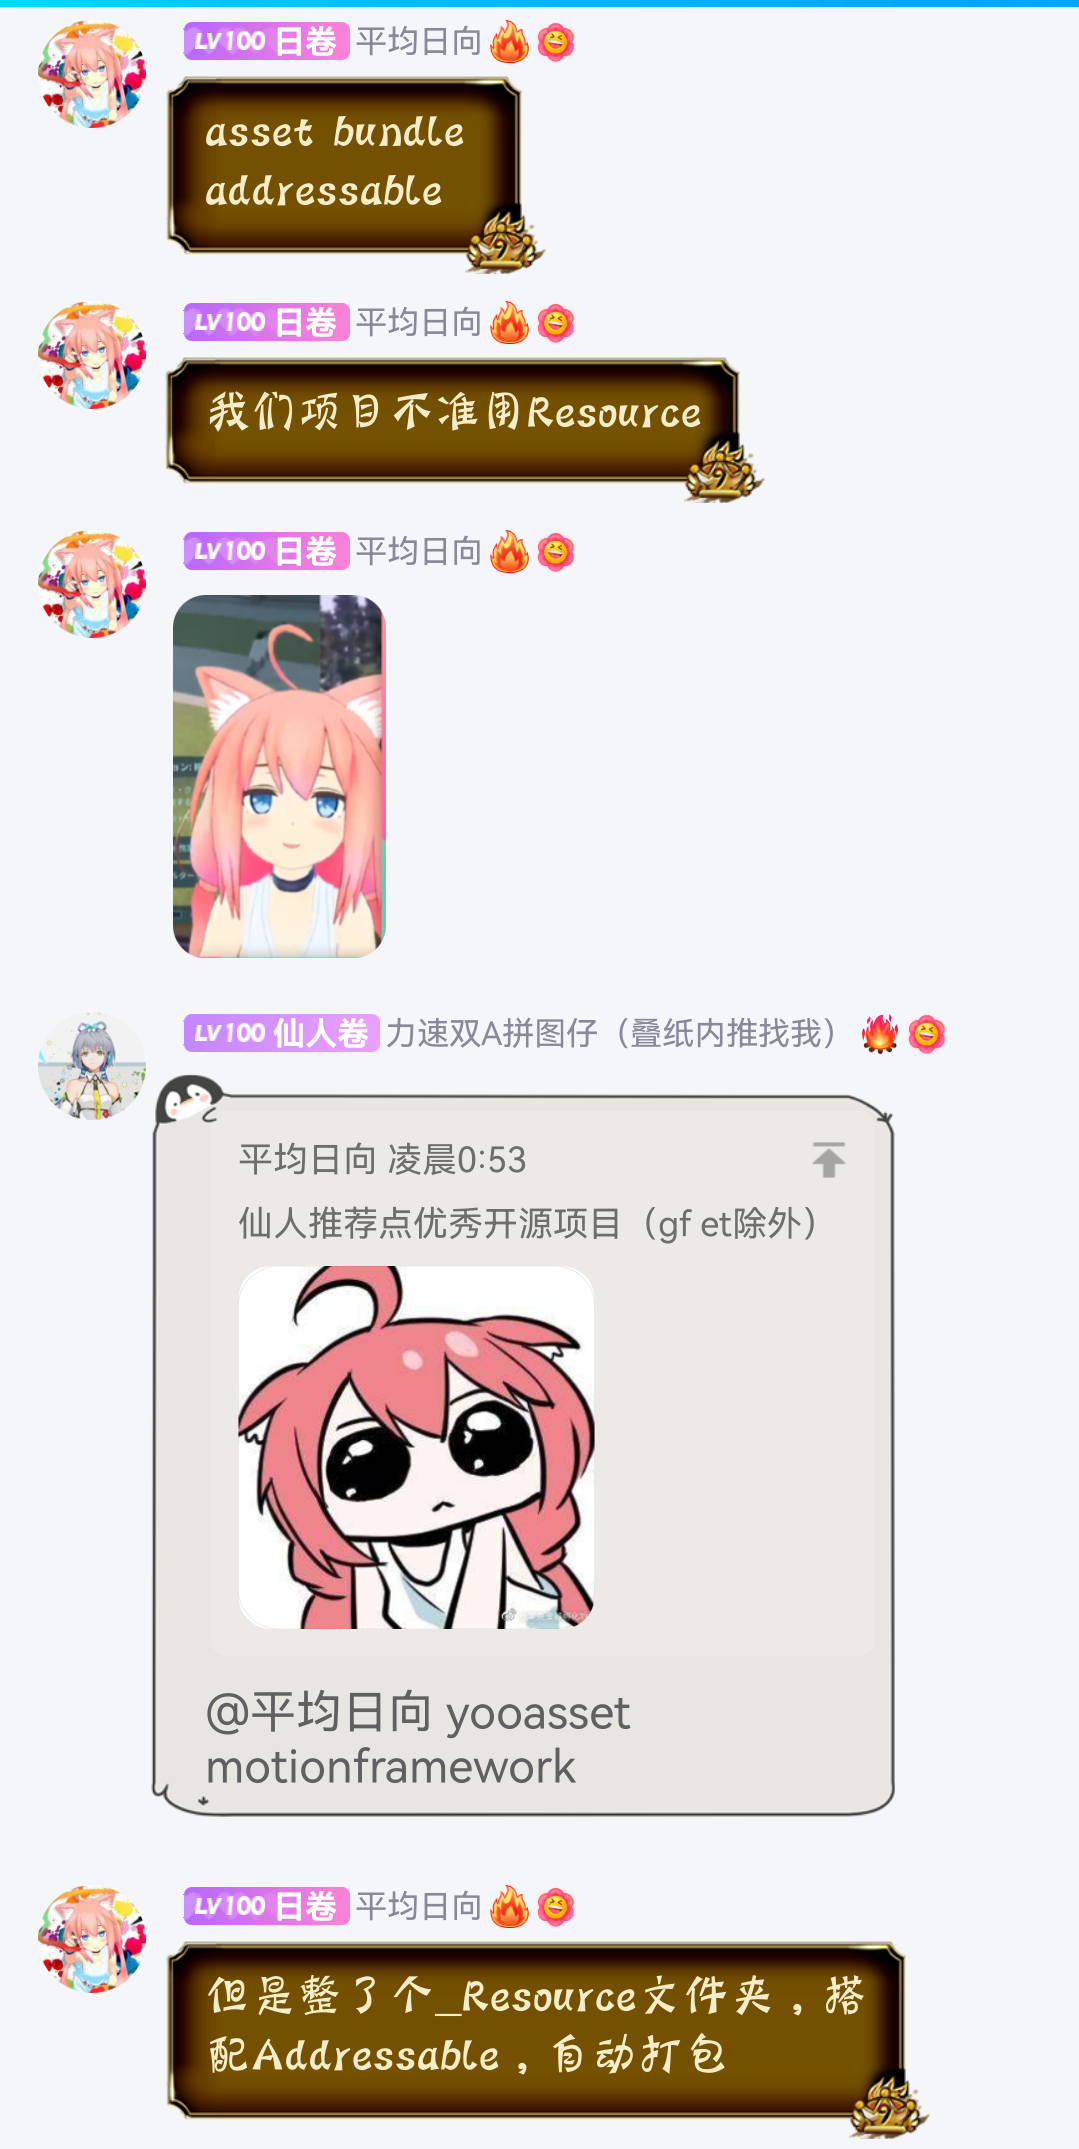 LV100 日卷 平均日向
asset bundle
addressable
LV100 日卷 平均日向
我们项目不准用Resource
LV100 日卷 平均日向
LV100 仙人卷 力速双A拼图仔（叠纸内推找我）
平均日向 凌晨0:53
仙人推荐点优秀开源项目（gf et除外）
@平均日向 yooasset
motionframework
LV100 日卷 平均日向
但是整了个_Resource文件夹，搭
配Addressable，自动打包